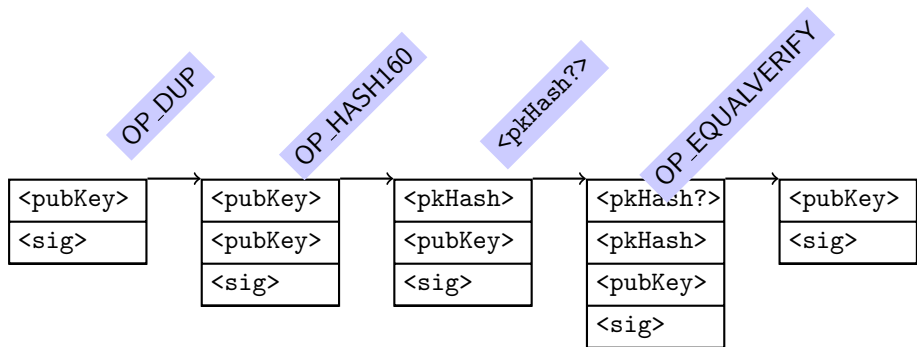 OP_DUP
OP_HASH160
<pkHash?>
OP_EQUALVERIFY
<pubKey>
<sig>
<pubKey>
<pubKey>
<sig>
<pkHash>
<pubKey>
<sig>
<pkHash?>
<pkHash>
<pubKey>
<sig>
<pubKey>
<sig>